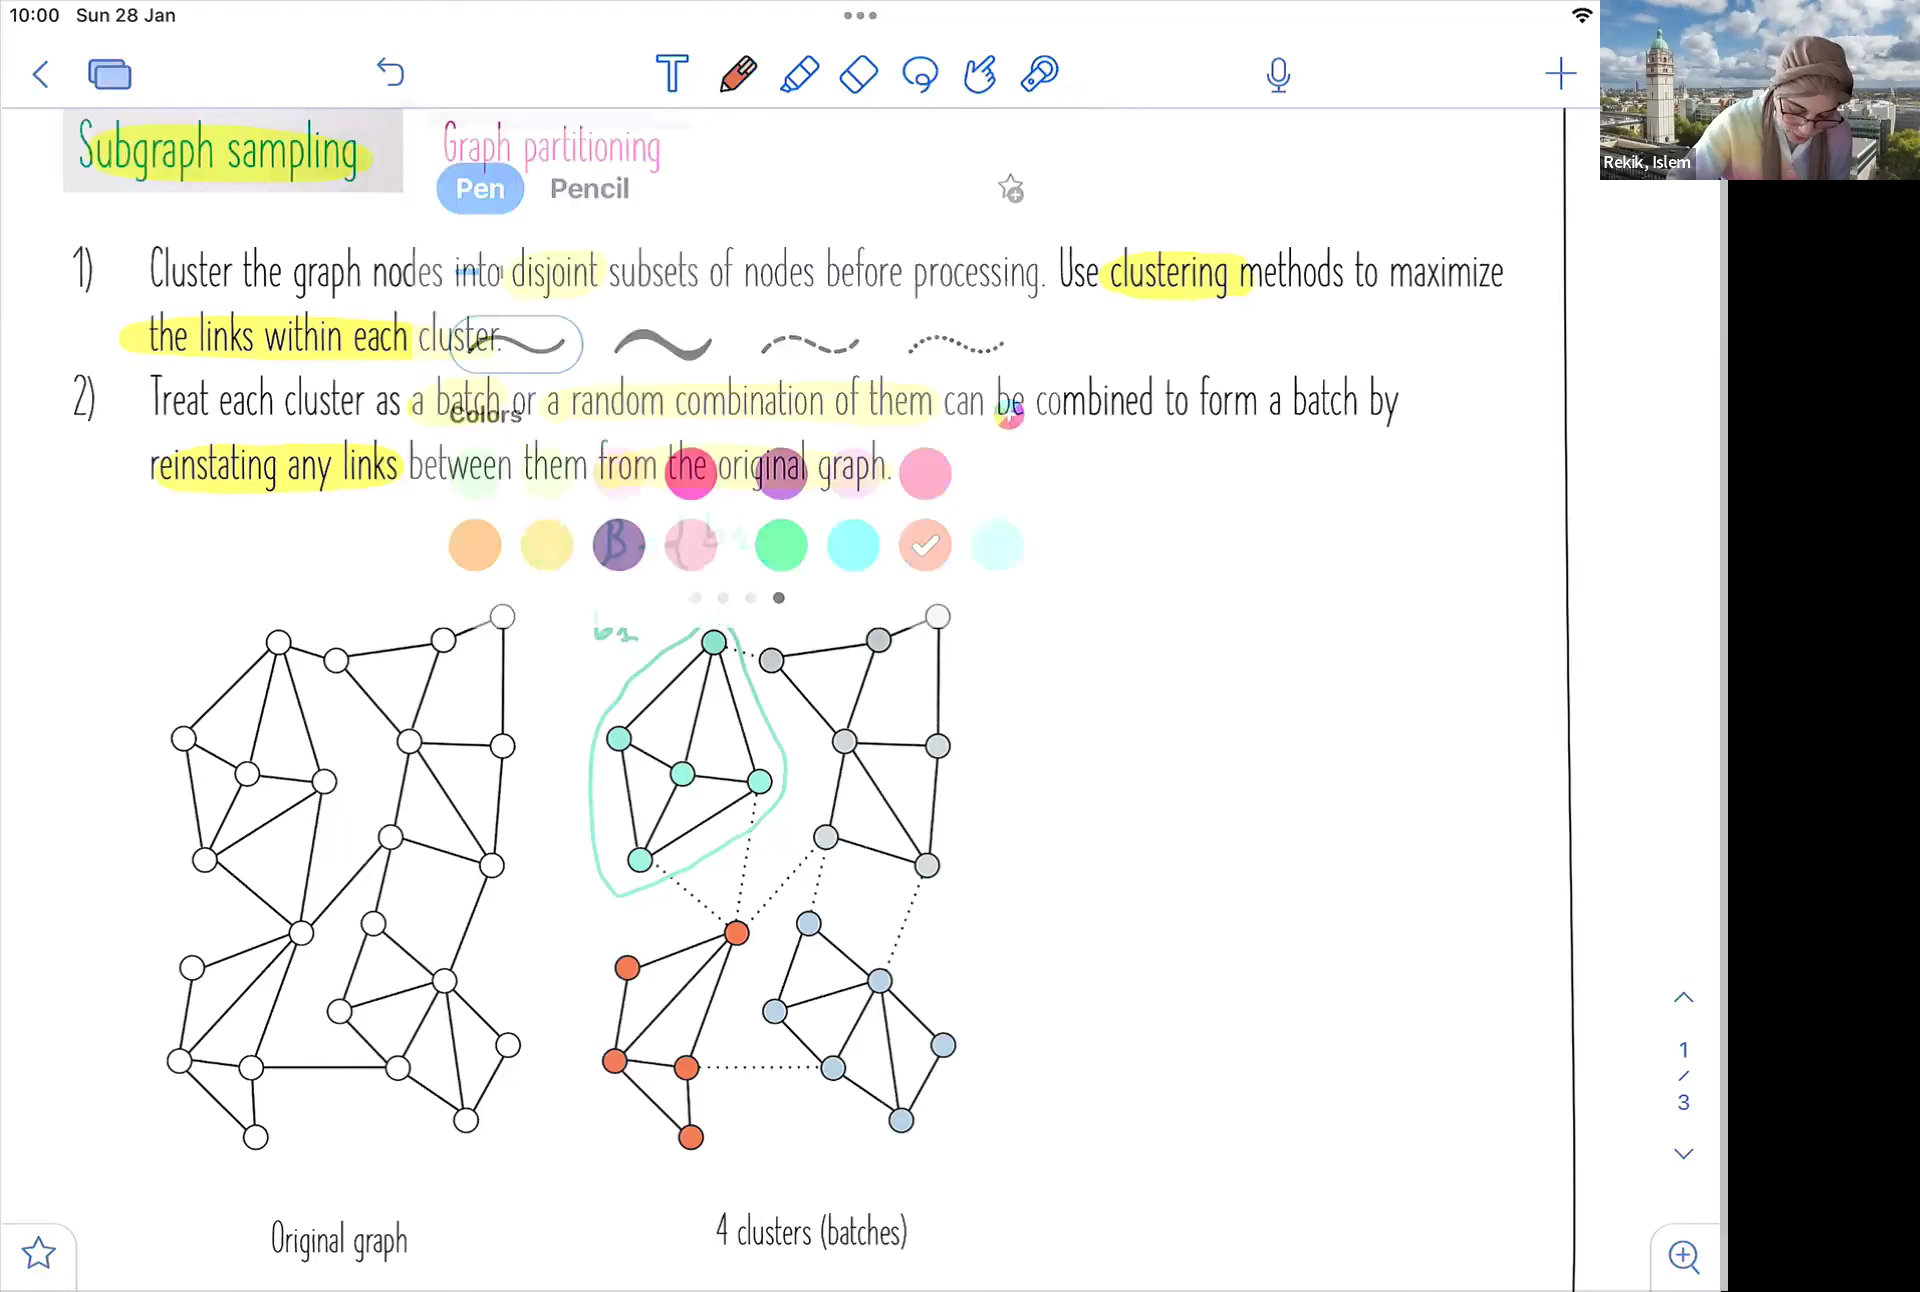 10:00 Sun 28 Jan
Rekik, Islem
Subgraph sampling
Graph partitioning
Pen Pencil
1) Cluster the graph nodes into disjoint subsets of nodes before processing. Use clustering methods to maximize
the links within each cluster.
2) Treat each cluster as a batch or a random combination of them can be combined to form a batch by
Colors
reinstating any links between them from the original graph.
B = { b1
b1
1
/
3
Original graph
4 clusters (batches)